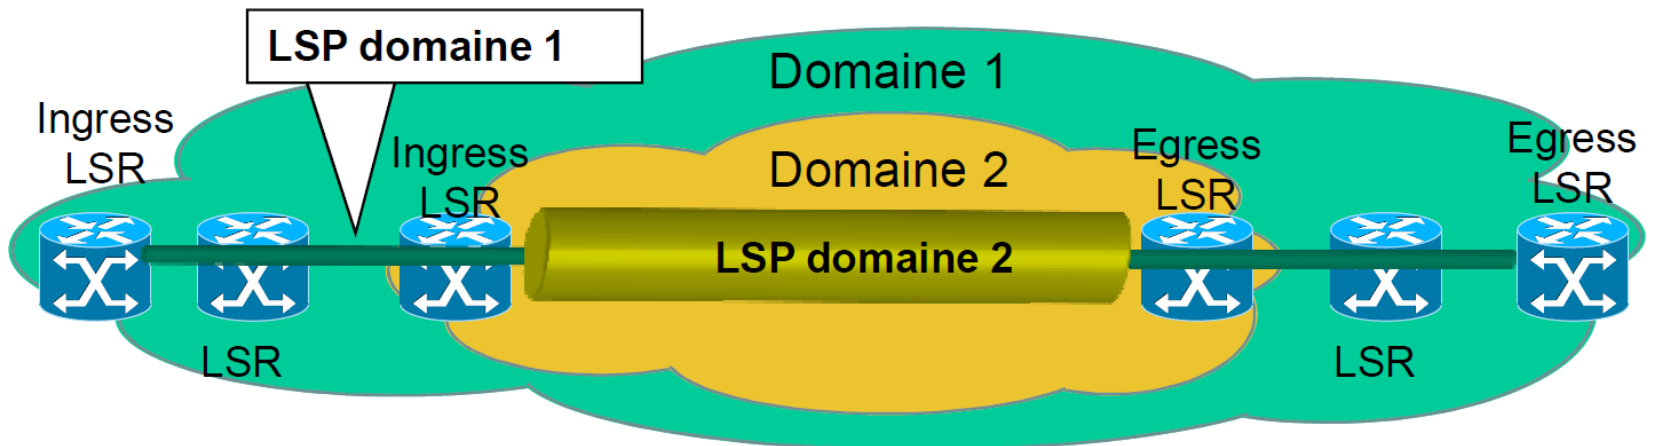 LSP domaine 1
Domaine 1
Ingress
LSR
Ingress
LSR
Domaine 2
Egress
LSR
Egress
LSR
LSP domaine 2
LSR
LSR